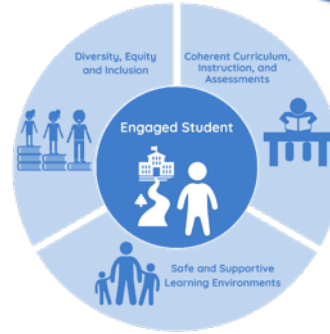 Diversity, Equity
and Inclusion
Coherent Curriculum,
Instruction, and
Assessments
Engaged Student
Safe and Supportive
Learning Environments